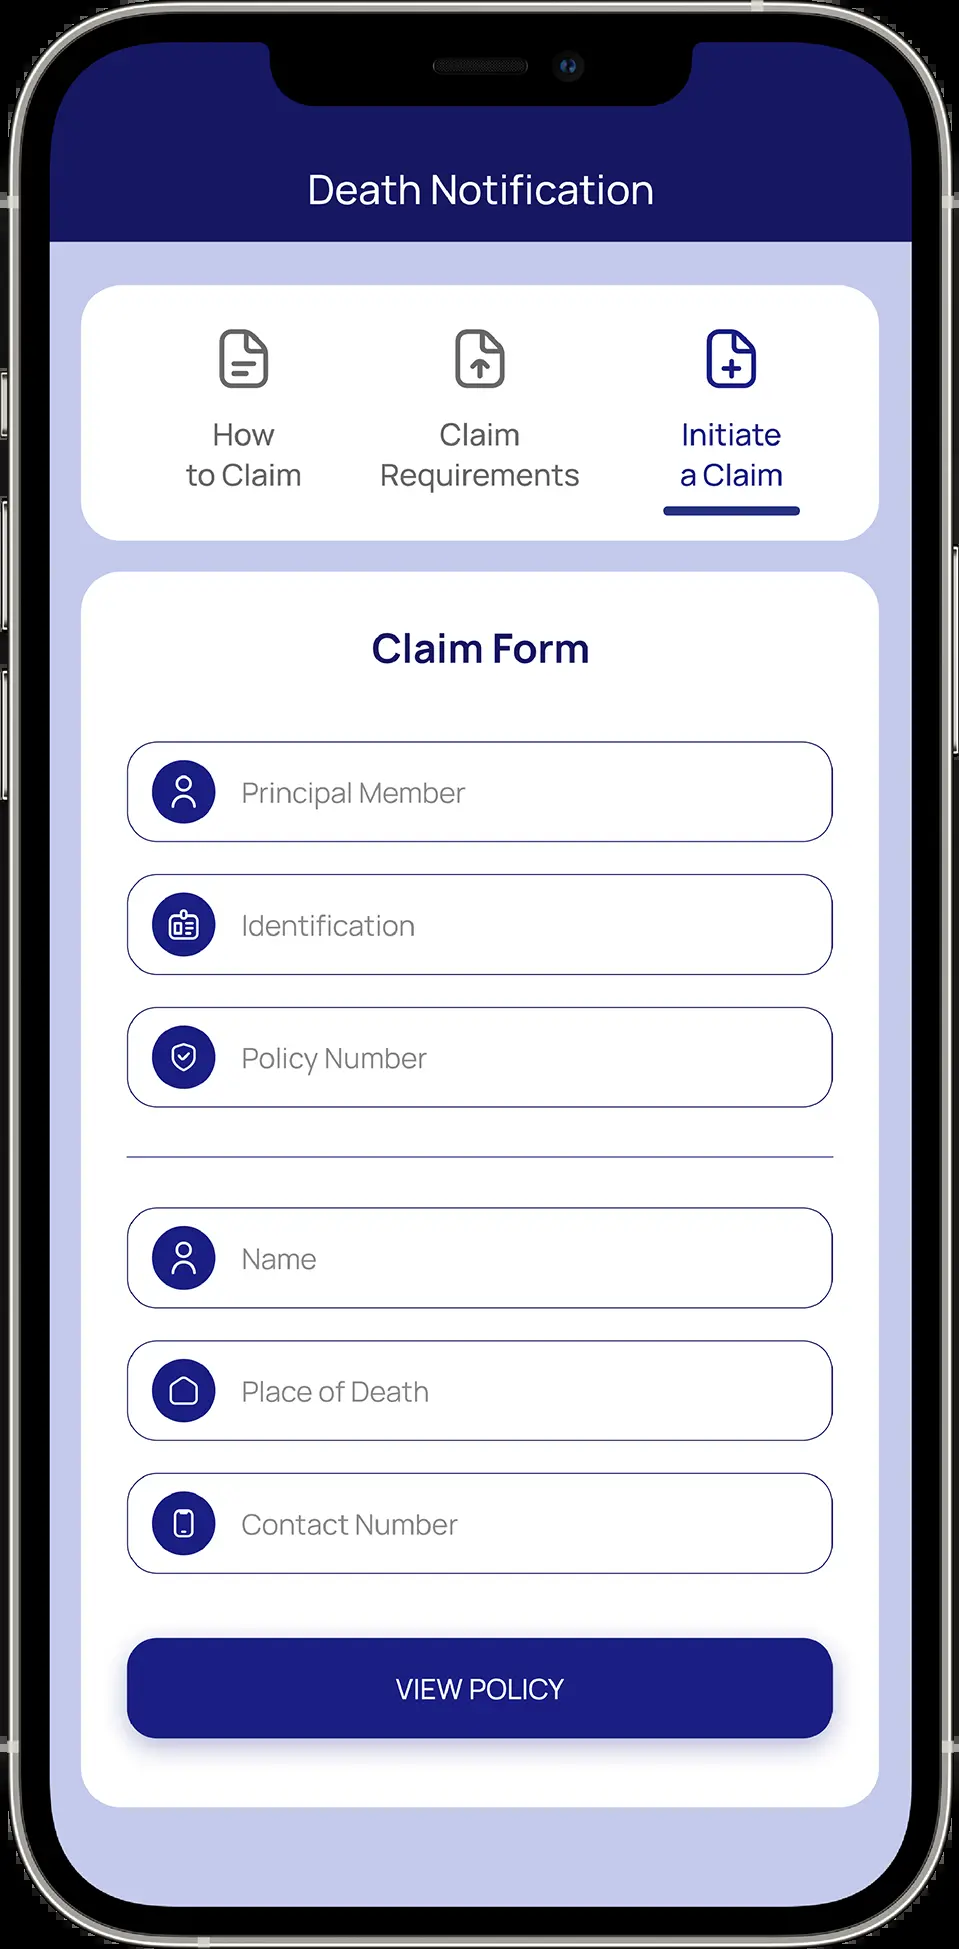 Death Notification
How
to Claim
Claim
Requirements
Initiate
a Claim
Claim Form
Principal Member
Identification
Policy Number
Name
Place of Death
Contact Number
VIEW POLICY